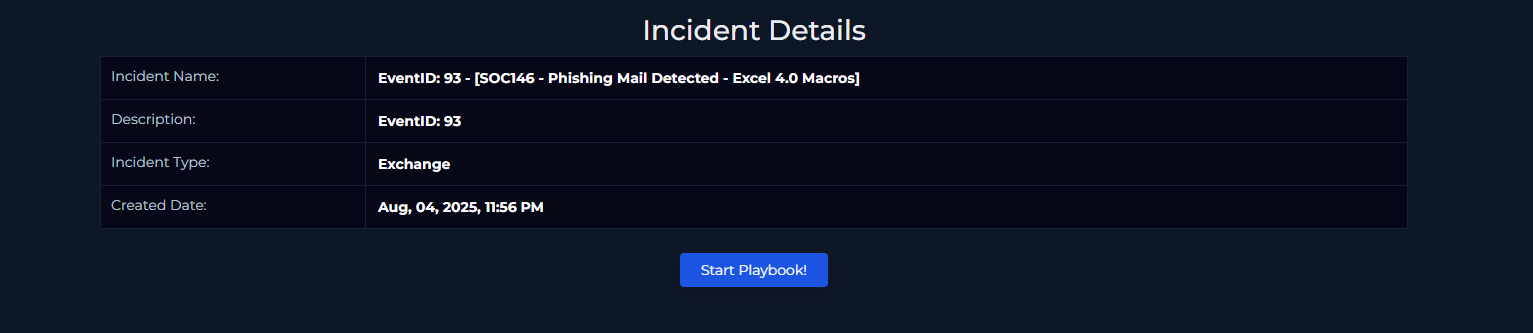 Incident Details
Incident Name: EventID: 93 - [SOC146 - Phishing Mail Detected - Excel 4.0 Macros]
Description: EventID: 93
Incident Type: Exchange
Created Date: Aug, 04, 2025, 11:56 PM
Start Playbook!